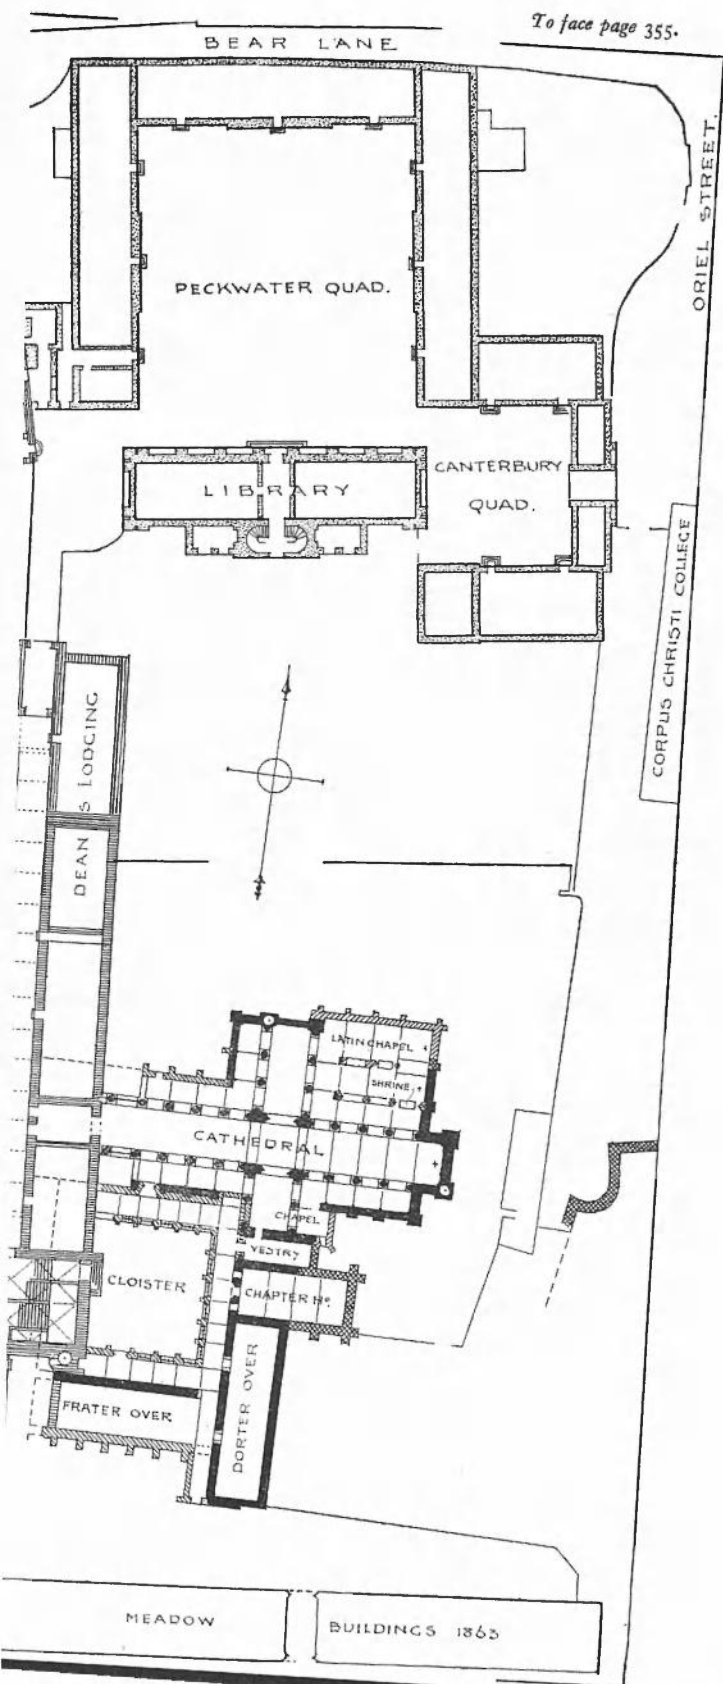 To face page 355.
BEAR LANE
ORIEL STREET.
PECKWATER QUAD.
LIBRARY
CANTERBURY
QUAD.
CORPUS CHRISTI COLLEGE
DEAN S LODGING
LATIN CHAPEL
SHRINE
CATHEDRAL
CHAPEL
VESTRY
CLOISTER
CHAPTER Ho.
FRATER OVER
DORTER OVER
MEADOW
BUILDINGS 1863